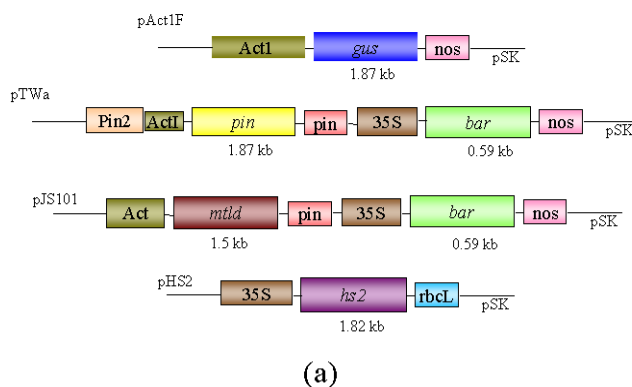 pAct1F
Act1 gus nos pSK
1.87 kb
pTWa
Pin2 ActI pin pin 35S bar nos pSK
1.87 kb 0.59 kb
pJS101
Act mtld pin 35S bar nos pSK
1.5 kb 0.59 kb
pHS2
35S hs2 rbcL pSK
1.82 kb
(a)